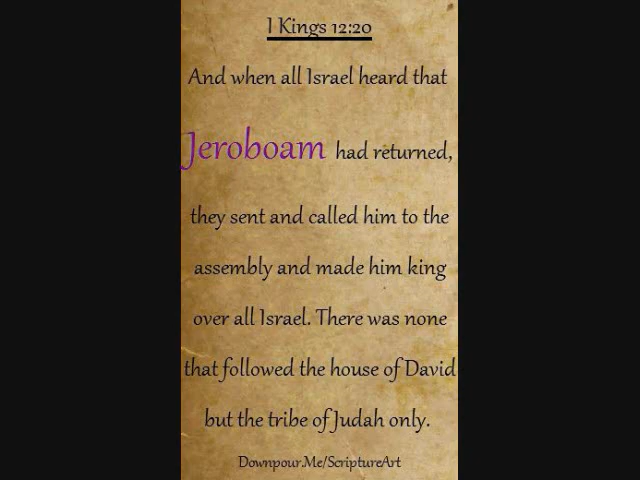 I Kings 12:20
And when all Israel heard that
Jeroboam had returned,
they sent and called him to the
assembly and made him king
over all Israel. There was none
that followed the house of David
but the tribe of Judah only.
Downpour.Me/ScriptureArt